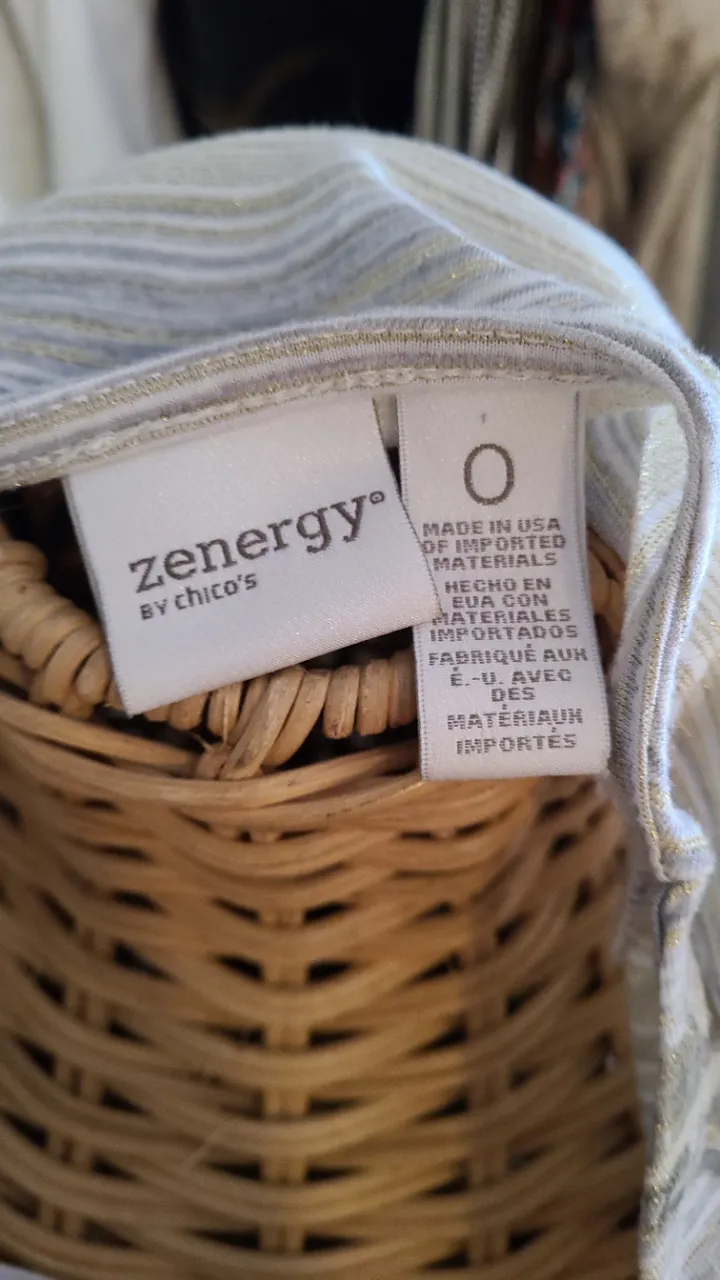 zenergy®
BY CHICO'S
0
MADE IN USA
OF IMPORTED
MATERIALS
HECHO EN
EUA CON
MATERIALES
IMPORTADOS
FABRIQUÉ AUX
É.-U. AVEC
DES
MATÉRIAUX
IMPORTÉS